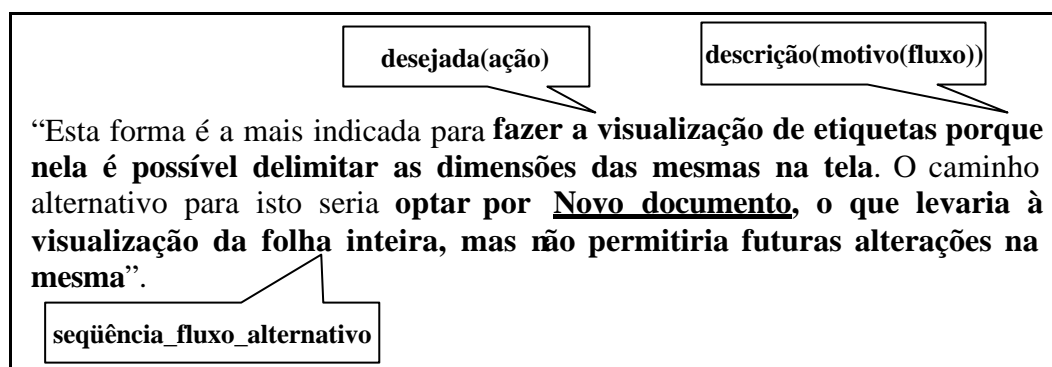 desejada(ação)
descrição(motivo(fluxo))
“Esta forma é a mais indicada para fazer a visualização de etiquetas porque
nela é possível delimitar as dimensões das mesmas na tela. O caminho
alternativo para isto seria optar por Novo documento, o que levaria à
visualização da folha inteira, mas não permitiria futuras alterações na
mesma”.
seqüência_fluxo_alternativo